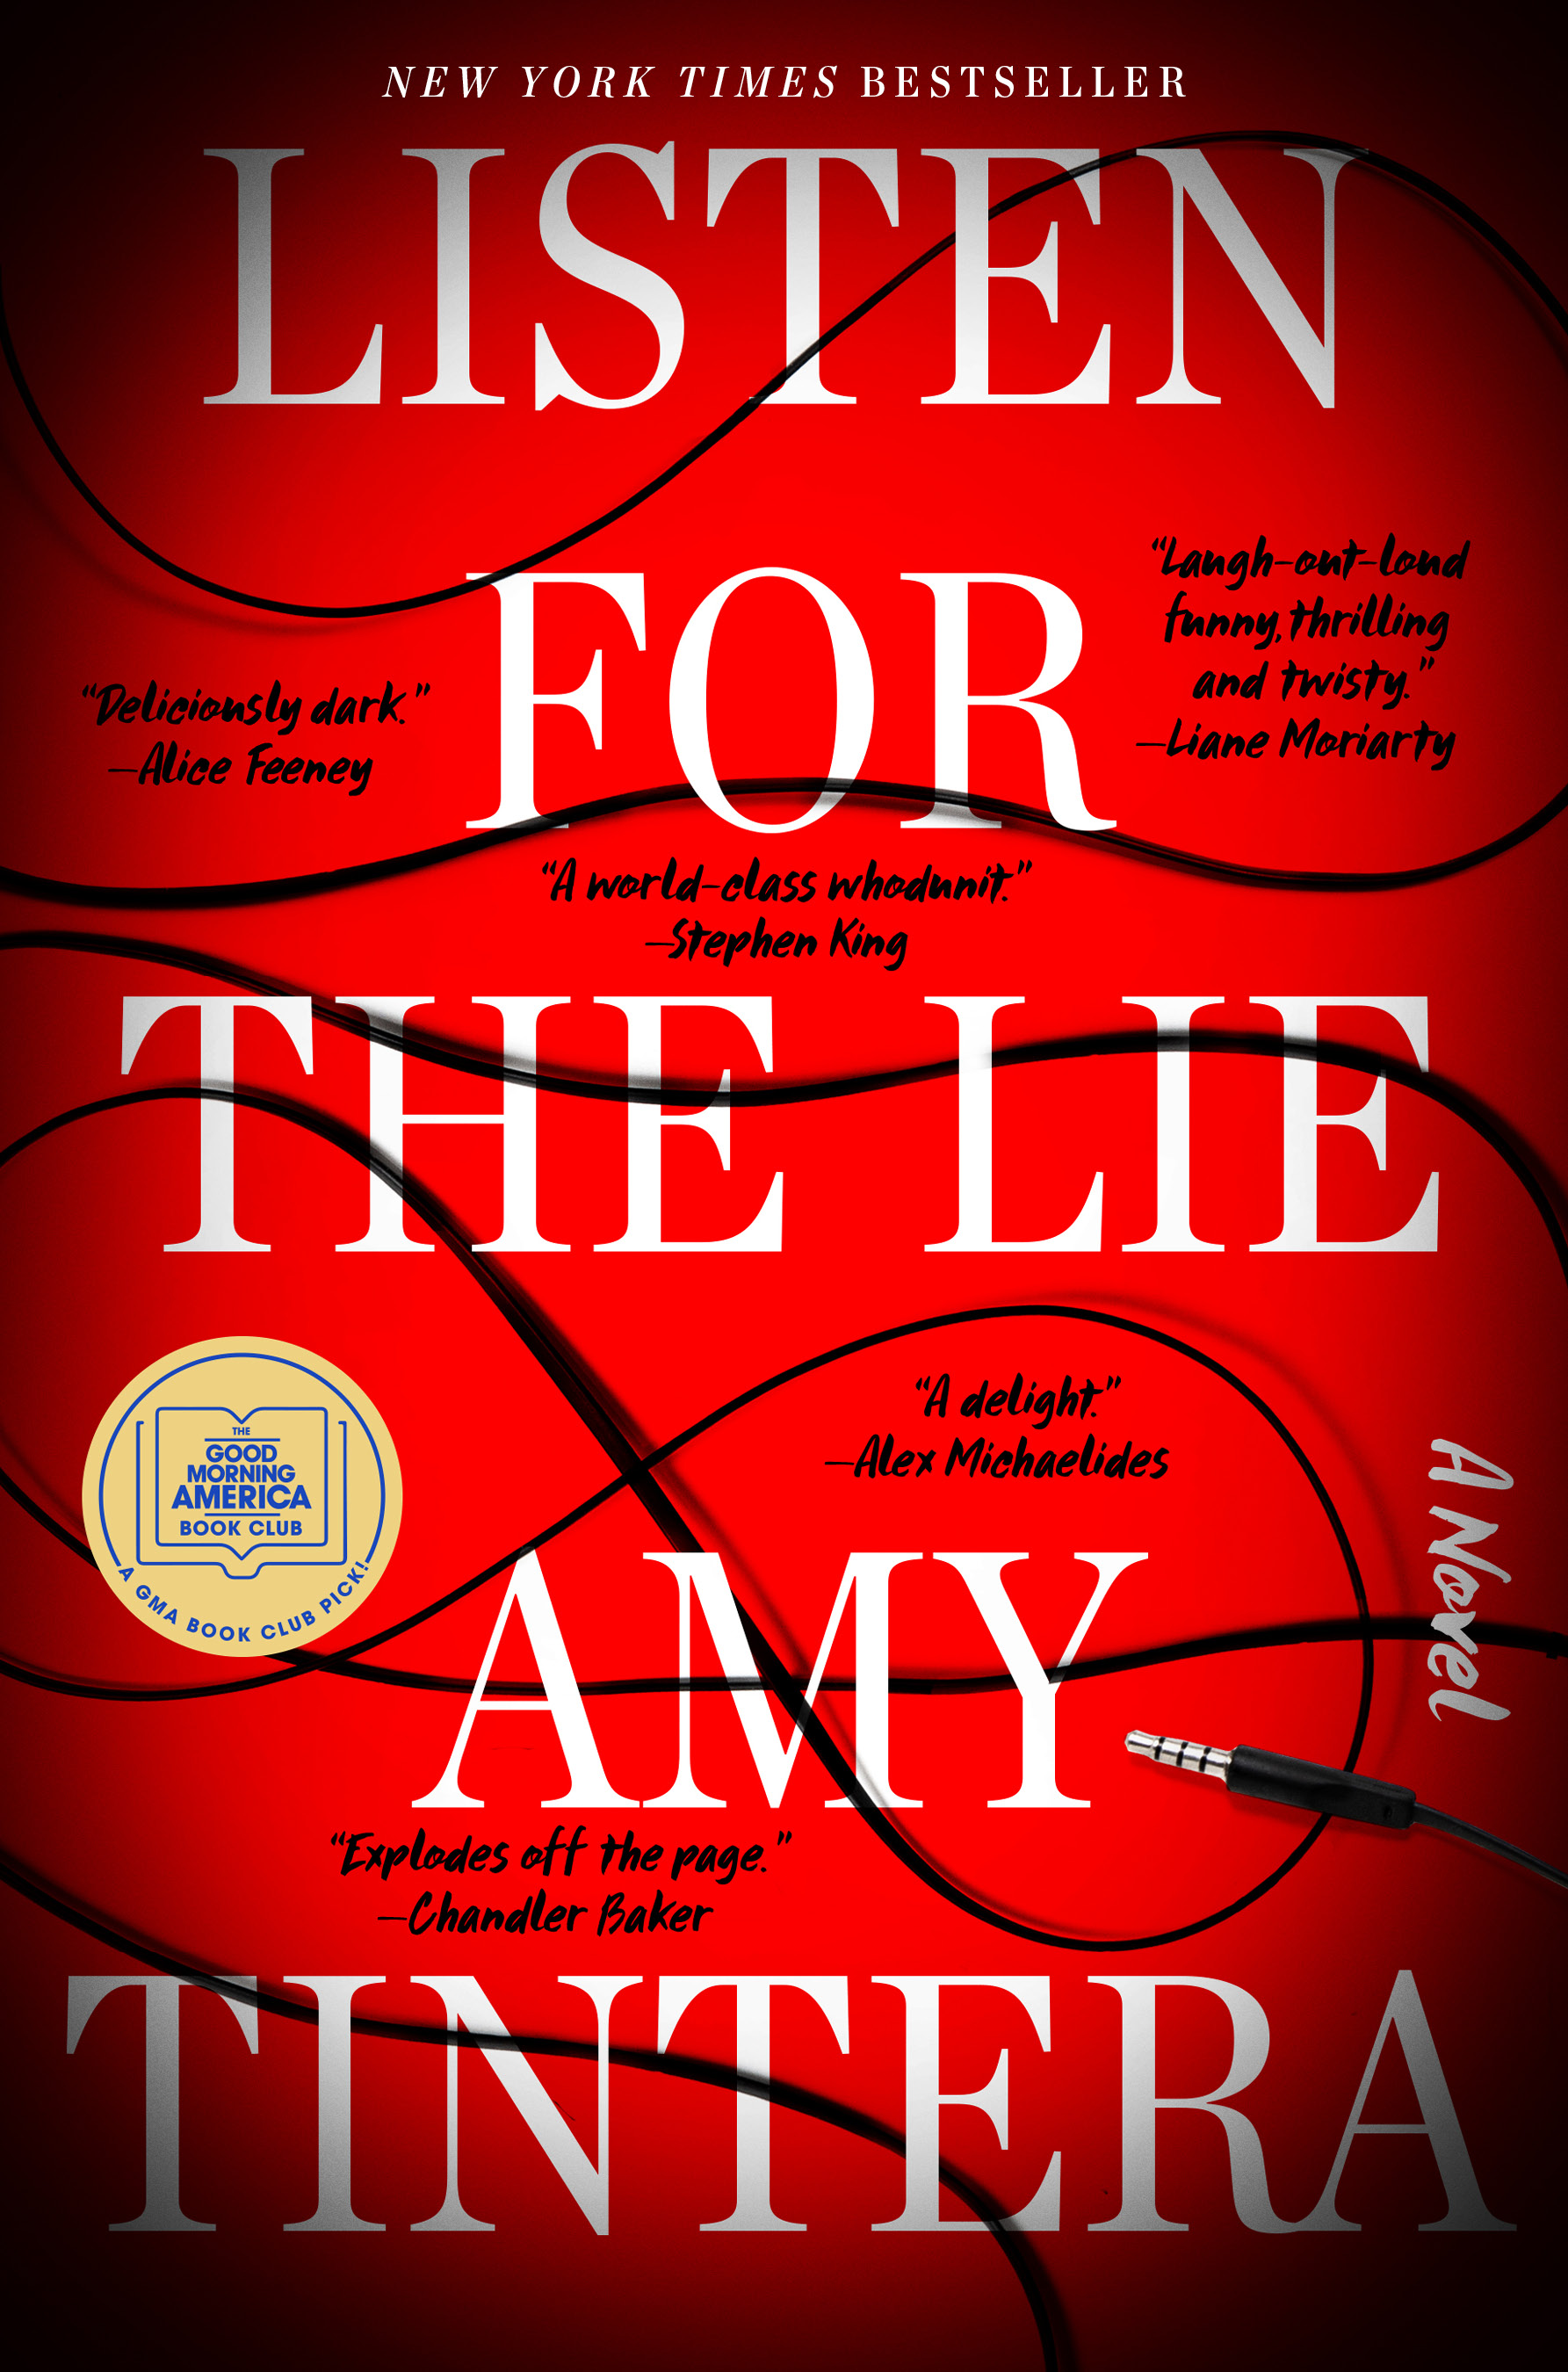 NEW YORK TIMES BESTSELLER
LISTEN
FOR
“Laugh-out-loud
funny, thrilling
and twisty.”
—Liane Moriarty
“Deliciously dark.”
—Alice Feeney
“A world-class whodunit.”
—Stephen King
THE LIE
“A delight.”
—Alex Michaelides
A Novel
THE
GOOD
MORNING
AMERICA
BOOK CLUB
A GMA BOOK CLUB PICK!
AMY
“Explodes off the page.”
—Chandler Baker
TINTERA